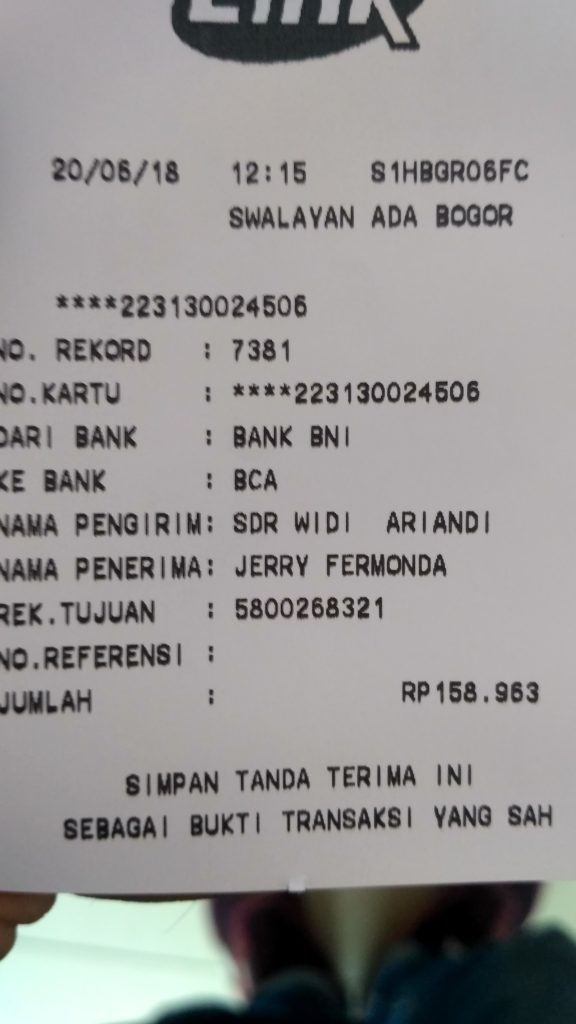 Link
20/06/18 12:15 S1HBGR06FC
SWALAYAN ADA BOGOR
****223130024506
NO. REKORD : 7381
NO.KARTU : ****223130024506
DARI BANK : BANK BNI
KE BANK : BCA
NAMA PENGIRIM: SDR WIDI ARIANDI
NAMA PENERIMA: JERRY FERMONDA
REK.TUJUAN : 5800268321
NO.REFERENSI :
JUMLAH : RP158.963
SIMPAN TANDA TERIMA INI
SEBAGAI BUKTI TRANSAKSI YANG SAH